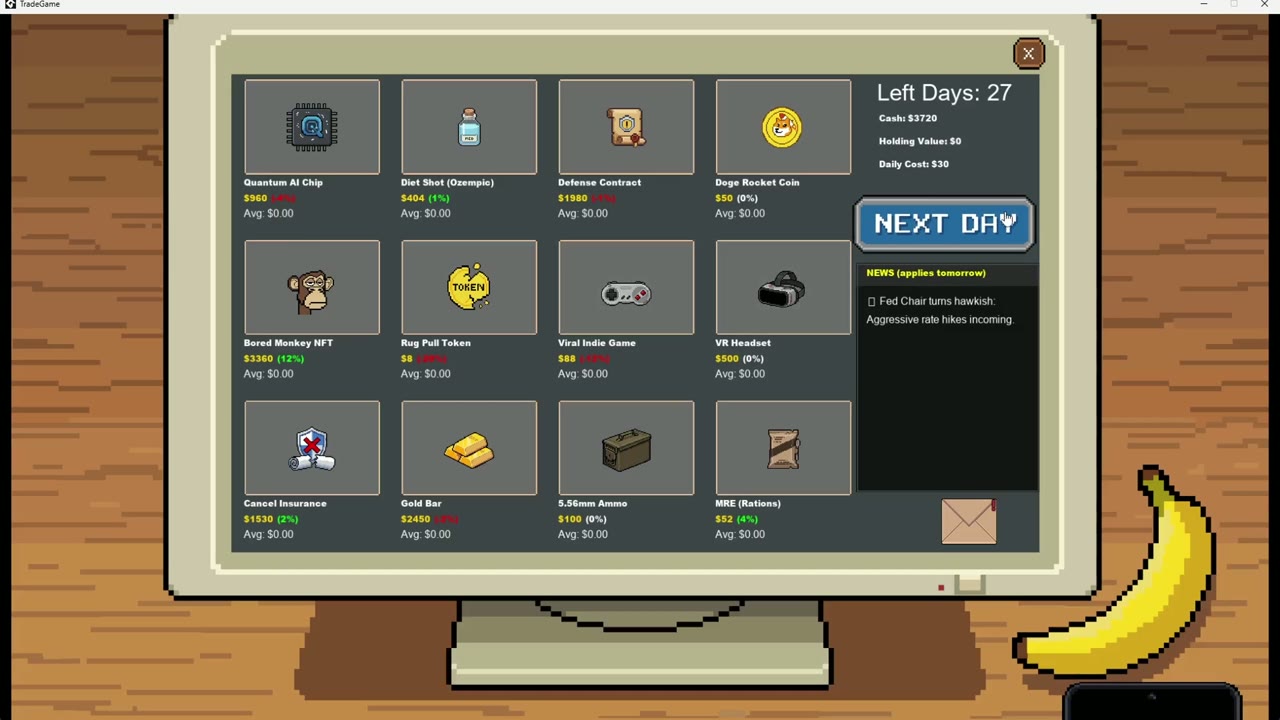 TradeGame
Left Days: 27
Cash: $3720
Holding Value: $0
Daily Cost: $30
Quantum AI Chip
$960
Avg: $0.00
Diet Shot (Ozempic)
$404 (1%)
Avg: $0.00
Defense Contract
$1980
Avg: $0.00
Doge Rocket Coin
$50 (0%)
Avg: $0.00
NEXT DAY
TOKEN
Bored Monkey NFT
$3360 (12%)
Avg: $0.00
Rug Pull Token
$8
Avg: $0.00
Viral Indie Game
$88
Avg: $0.00
VR Headset
$500 (0%)
Avg: $0.00
NEWS (applies tomorrow)
Fed Chair turns hawkish:
Aggressive rate hikes incoming.
Cancel Insurance
$1530 (2%)
Avg: $0.00
Gold Bar
$2450
Avg: $0.00
5.56mm Ammo
$100 (0%)
Avg: $0.00
MRE (Rations)
$52 (4%)
Avg: $0.00